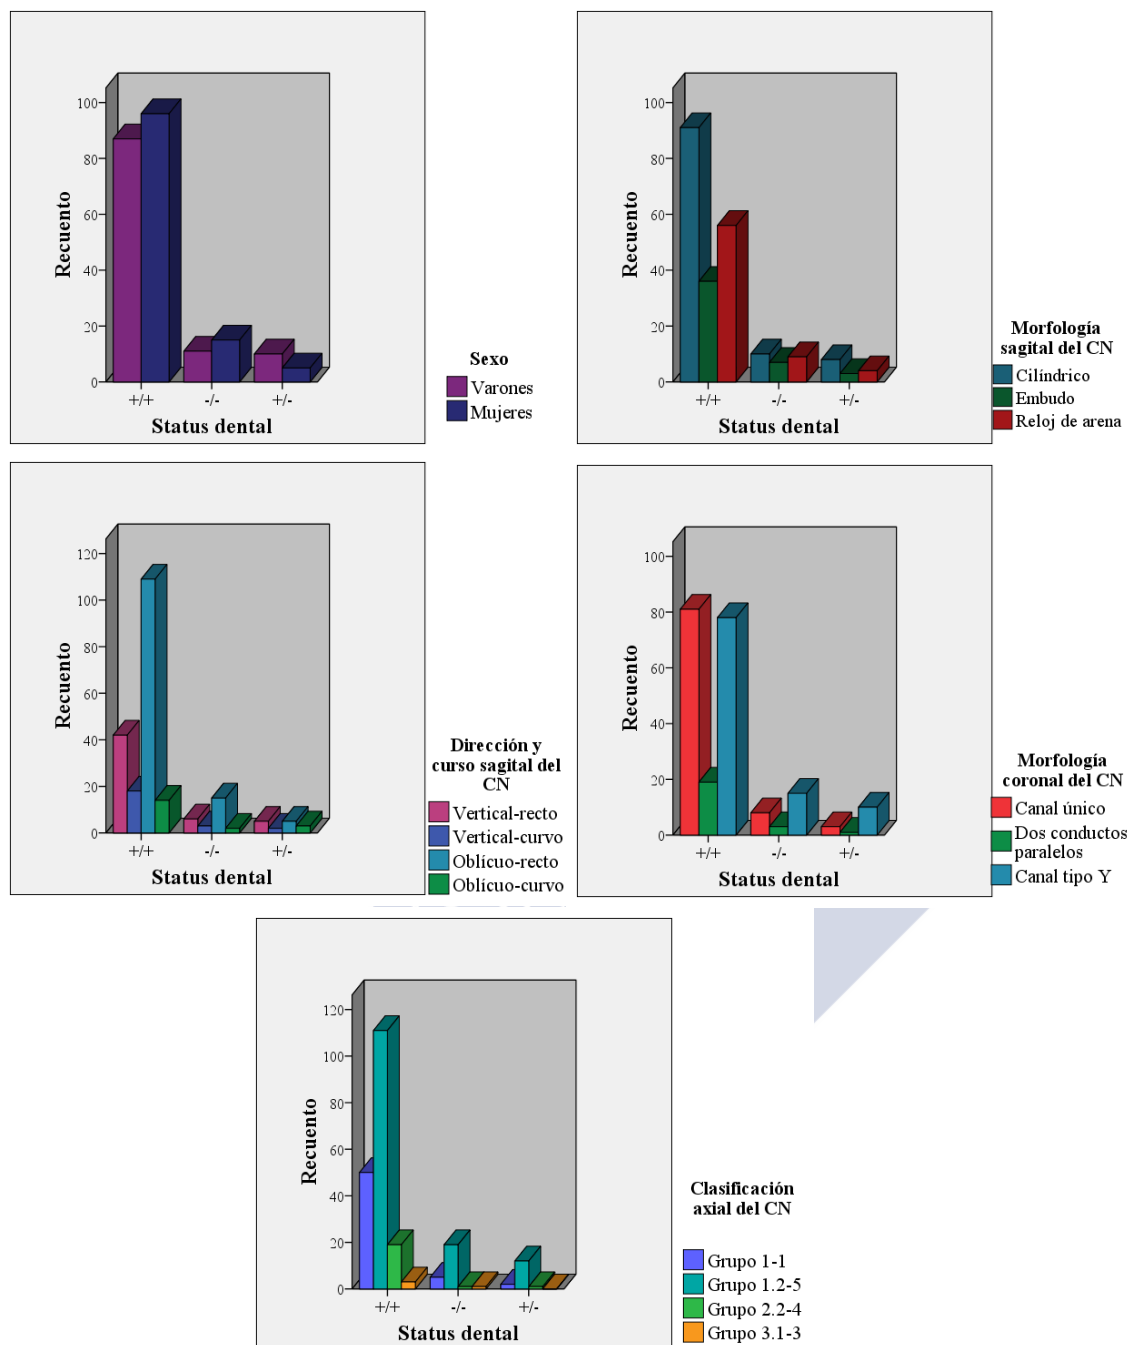 100
80
60
40
20
0
Recuento
+/+ -/- +/-
Status dental
Sexo
Varones
Mujeres
100
80
60
40
20
0
Recuento
+/+ -/- +/-
Status dental
Morfología
sagital del CN
Cilíndrico
Embudo
Reloj de arena
120
100
80
60
40
20
0
Recuento
+/+ -/- +/-
Status dental
Dirección y
curso sagital del
CN
Vertical-recto
Vertical-curvo
Oblícuo-recto
Oblícuo-curvo
100
80
60
40
20
0
Recuento
+/+ -/- +/-
Status dental
Morfología
coronal del CN
Canal único
Dos conductos
paralelos
Canal tipo Y
120
100
80
60
40
20
0
Recuento
+/+ -/- +/-
Status dental
Clasificación
axial del CN
Grupo 1-1
Grupo 1.2-5
Grupo 2.2-4
Grupo 3.1-3